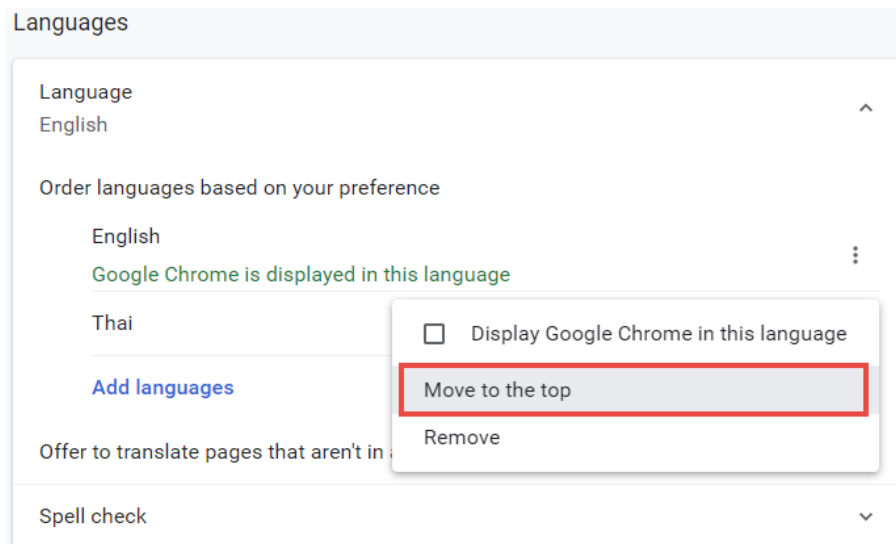 Languages
Language
English
Order languages based on your preference
English
Google Chrome is displayed in this language
Thai
Display Google Chrome in this language
Add languages
Move to the top
Remove
Offer to translate pages that aren't in
Spell check